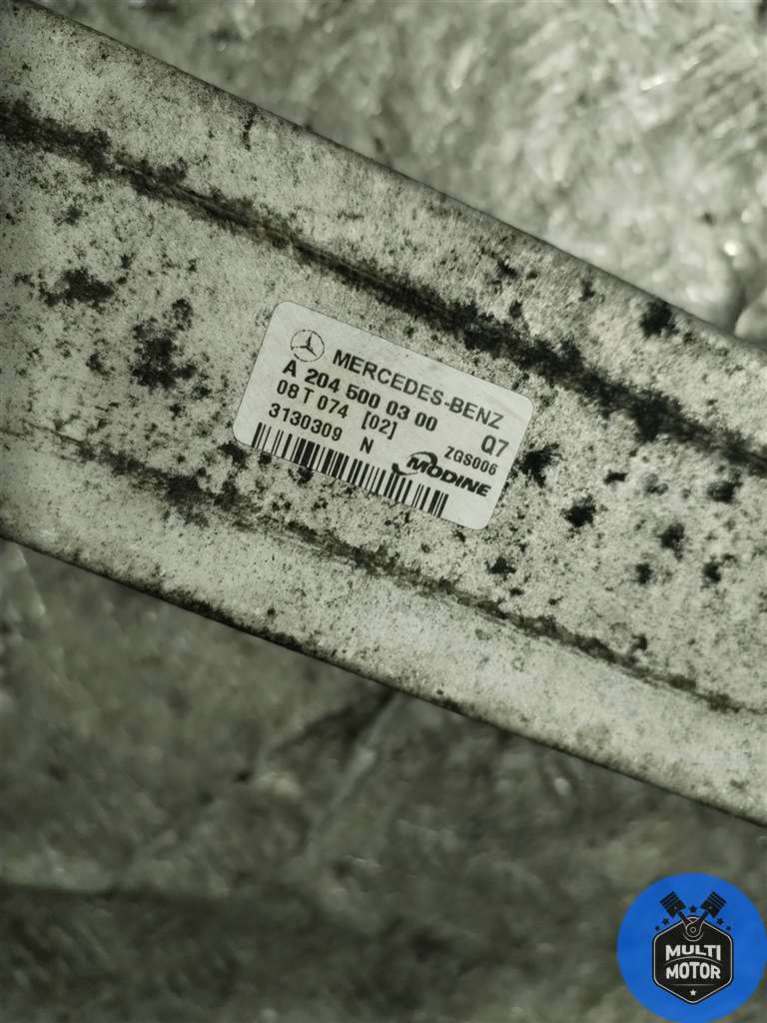 MERCEDES-BENZ
A 204 500 03 00
08 T 074 [02] Q7
3130309 N ZGS006
MODINE
MULTI
MOTOR